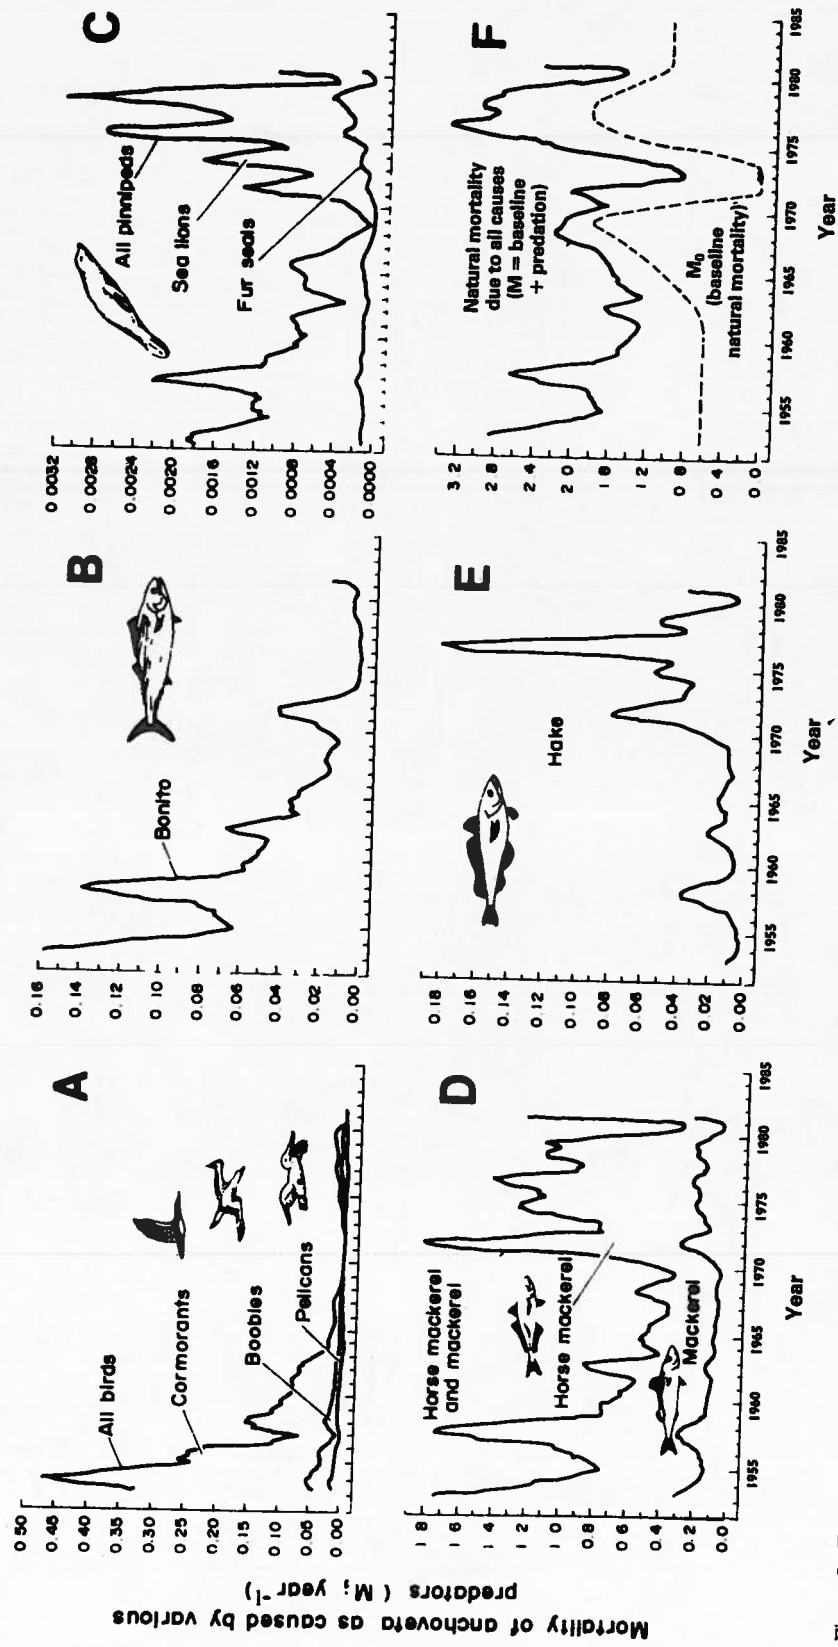 Mortality of anchoveta as caused by various
predators ( M; year⁻¹)
A
0.50
0.45
0.40
0.35
0.30
0.25
0.20
0.15
0.10
0.05
0.00
All birds
Cormorants
Boobies
Pelicans
B
0.16
0.14
0.12
0.10
0.08
0.06
0.04
0.02
0.00
Bonito
C
0 0032
0.0028
0.0024
0.0020
0 0016
0 0012
0 0008
0 0004
0 0000
All pinnipeds
Sea lions
Fur seals
D
1 8
1 6
1 4
1.2
1 0
0.8
0 6
0.4
0.2
0.0
Horse mackerel
and mackerel
Horse mackerel
Mackerel
1955
1960
1965
1970
1975
1980
1985
Year
E
0.18
0.16
0.14
0.12
0.10
0.08
0.06
0.04
0.02
0.00
Hake
1955
1960
1965
1970
1975
1980
1985
Year
F
3.2
2.8
2.4
2 0
1 6
1 2
0 8
0 4
0.0
Natural mortality
due to all causes
(M = baseline
+ predation)
M₀
(baseline
natural mortality)
1955
1960
1965
1970
1975
1980
1985
Year